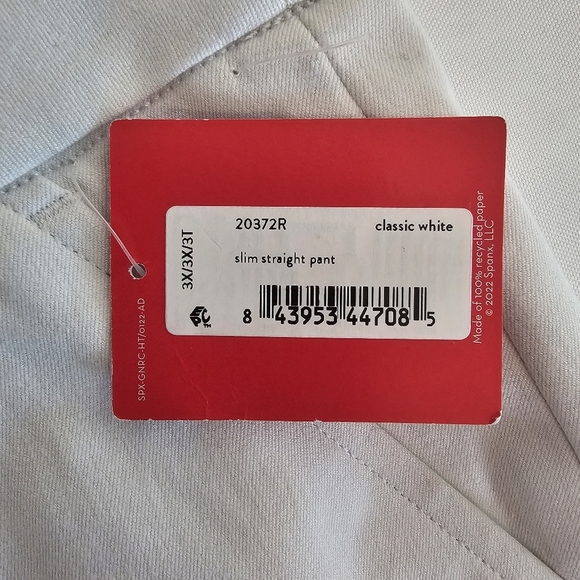 20372R classic white
slim straight pant
3X/3X/3T
8 43953 44708 5
Made of 100% recycled paper
© 2022 Spanx, LLC
SPX-GNRC-HT/0122-AD